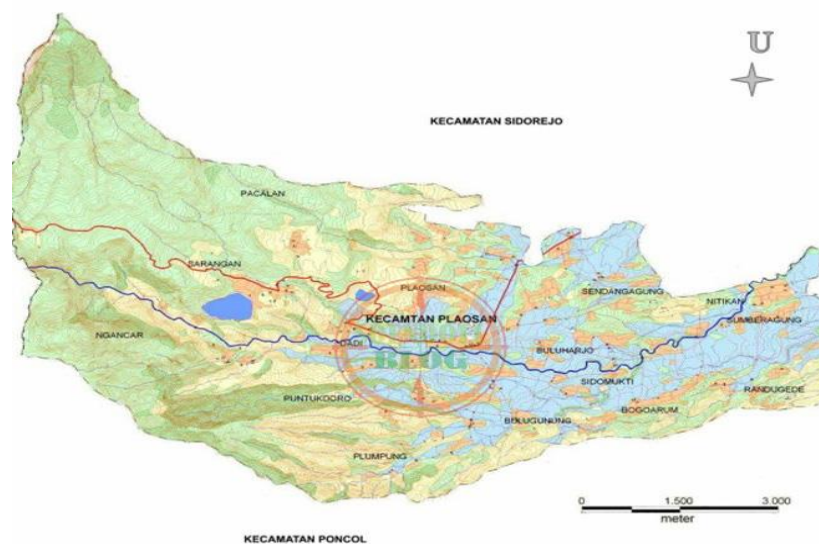 U
KECAMATAN SIDOREJO
PACALAN
SARANGAN
PLAOSAN
SENDANGAGUNG
NITIKAN
KECAMTAN PLAOSAN
SUMBERAGUNG
NGANCAR
DADI
BULUHARJO
BLOG
SIDOMUKTI
RANDUGEDE
PUNTUKDORO
BOGOARUM
BULUGUNUNG
PLUMPUNG
0 1.500 3.000
meter
KECAMATAN PONCOL